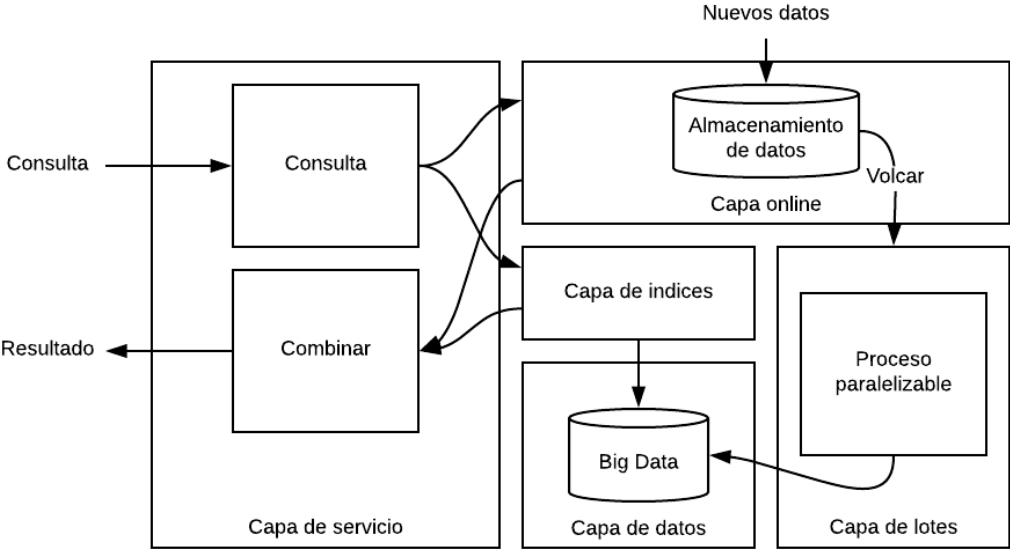 Nuevos datos
Consulta
Consulta
Almacenamiento
de datos
Volcar
Capa online
Capa de indices
Resultado
Combinar
Proceso
paralelizable
Big Data
Capa de servicio
Capa de datos
Capa de lotes